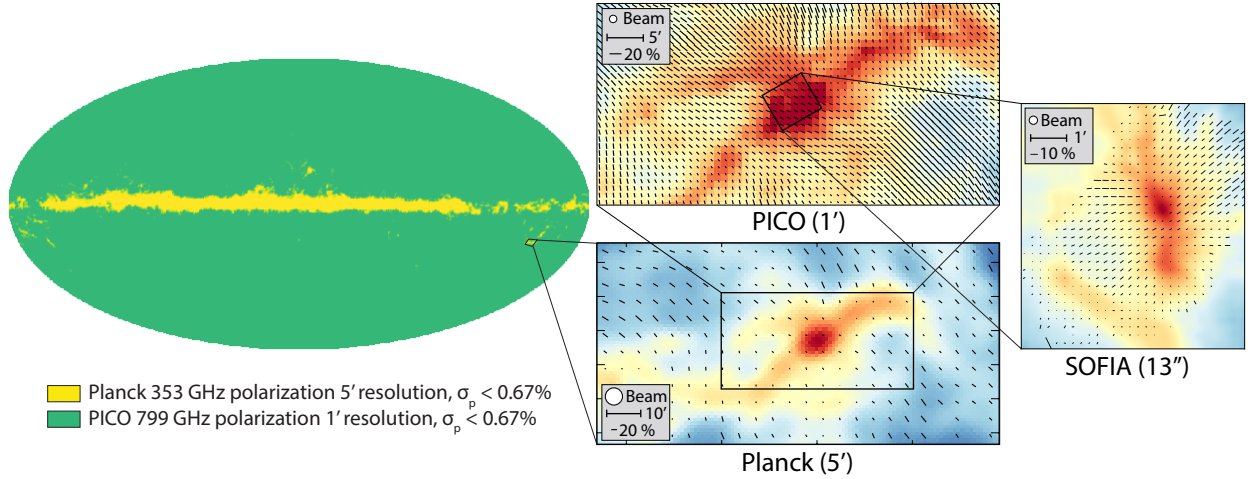 Beam
5′
−20 %
PICO (1′)
Beam
1′
−10 %
SOFIA (13″)
Beam
10′
-20 %
Planck (5′)
Planck 353 GHz polarization 5′ resolution, σp < 0.67%
PICO 799 GHz polarization 1′ resolution, σp < 0.67%